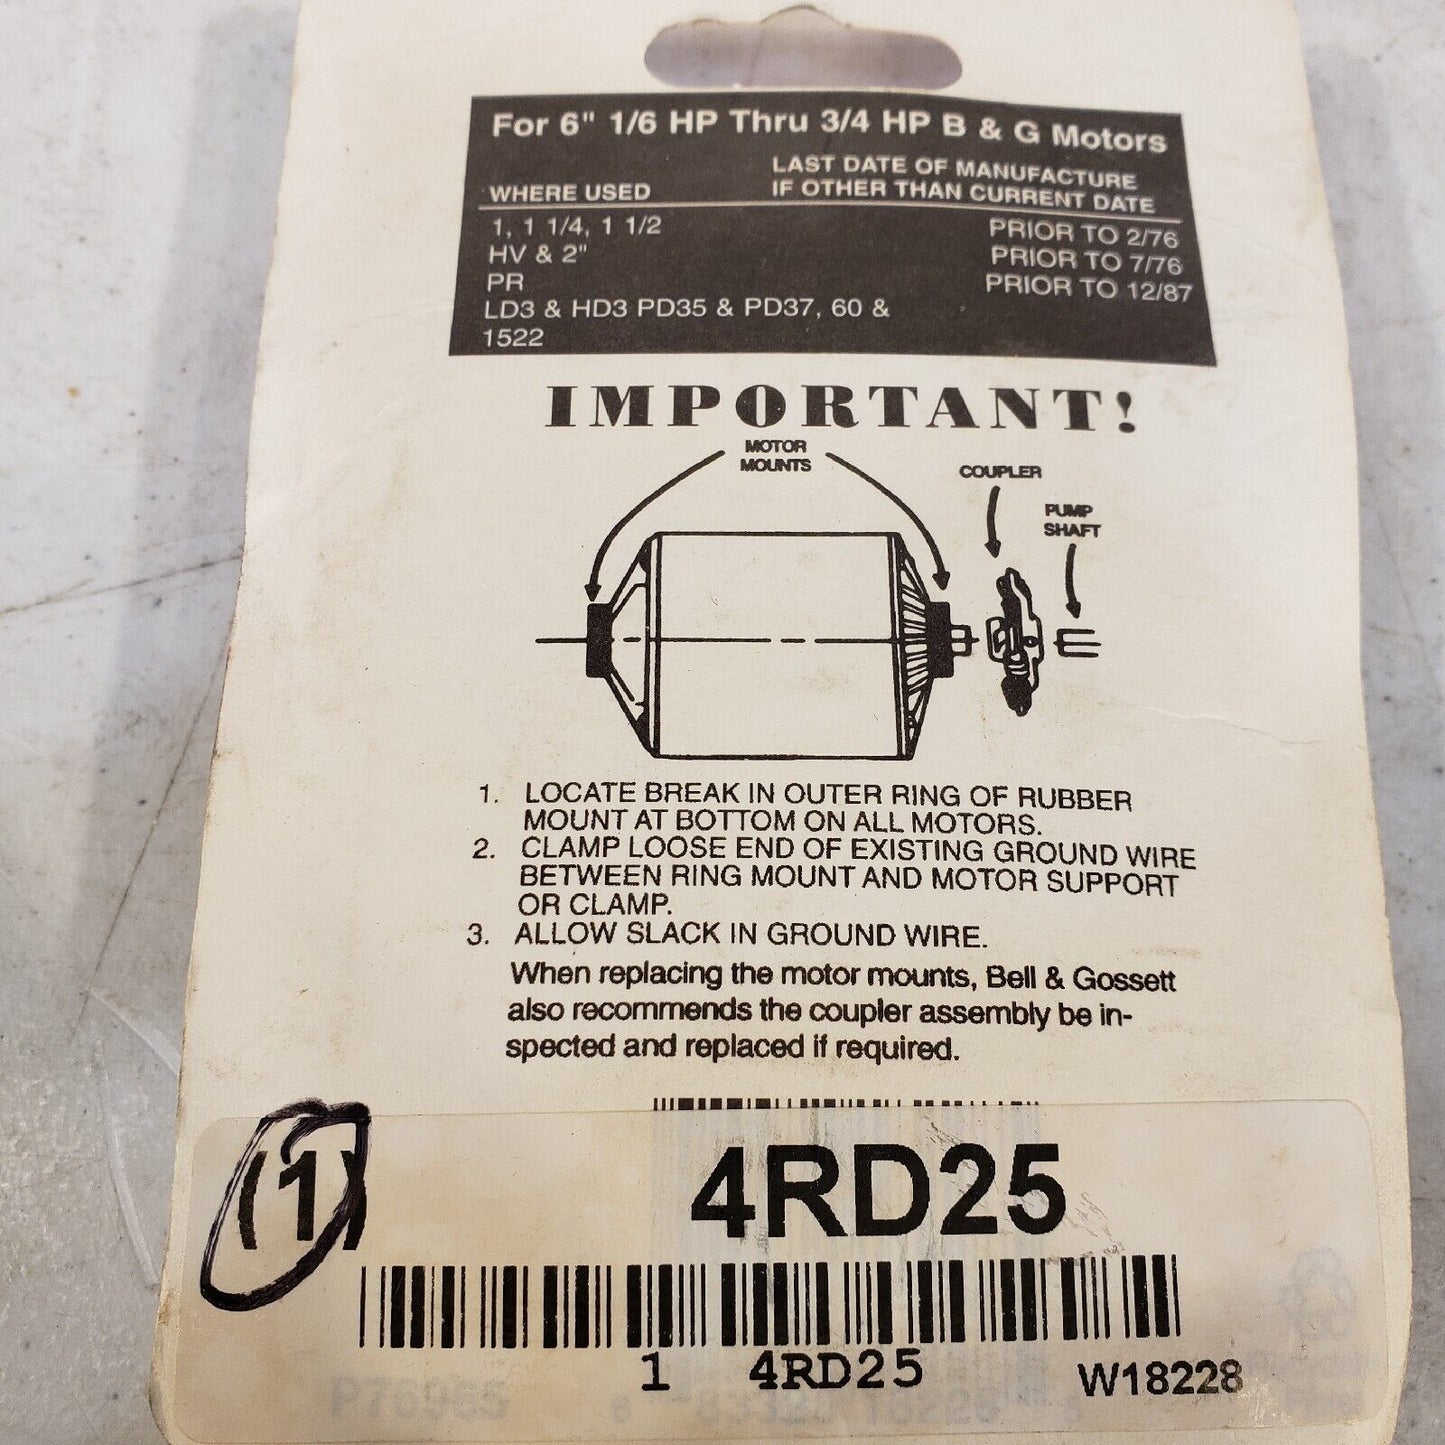 For 6" 1/6 HP Thru 3/4 HP B & G Motors
LAST DATE OF MANUFACTURE
WHERE USED IF OTHER THAN CURRENT DATE
1, 1 1/4, 1 1/2 PRIOR TO 2/76
HV & 2" PRIOR TO 7/76
PR PRIOR TO 12/87
LD3 & HD3 PD35 & PD37, 60 &
1522
IMPORTANT!
MOTOR
MOUNTS
COUPLER
PUMP
SHAFT
1. LOCATE BREAK IN OUTER RING OF RUBBER
MOUNT AT BOTTOM ON ALL MOTORS.
2. CLAMP LOOSE END OF EXISTING GROUND WIRE
BETWEEN RING MOUNT AND MOTOR SUPPORT
OR CLAMP.
3. ALLOW SLACK IN GROUND WIRE.
When replacing the motor mounts, Bell & Gossett
also recommends the coupler assembly be in-
spected and replaced if required.
(1) 4RD25
1 4RD25 W18228